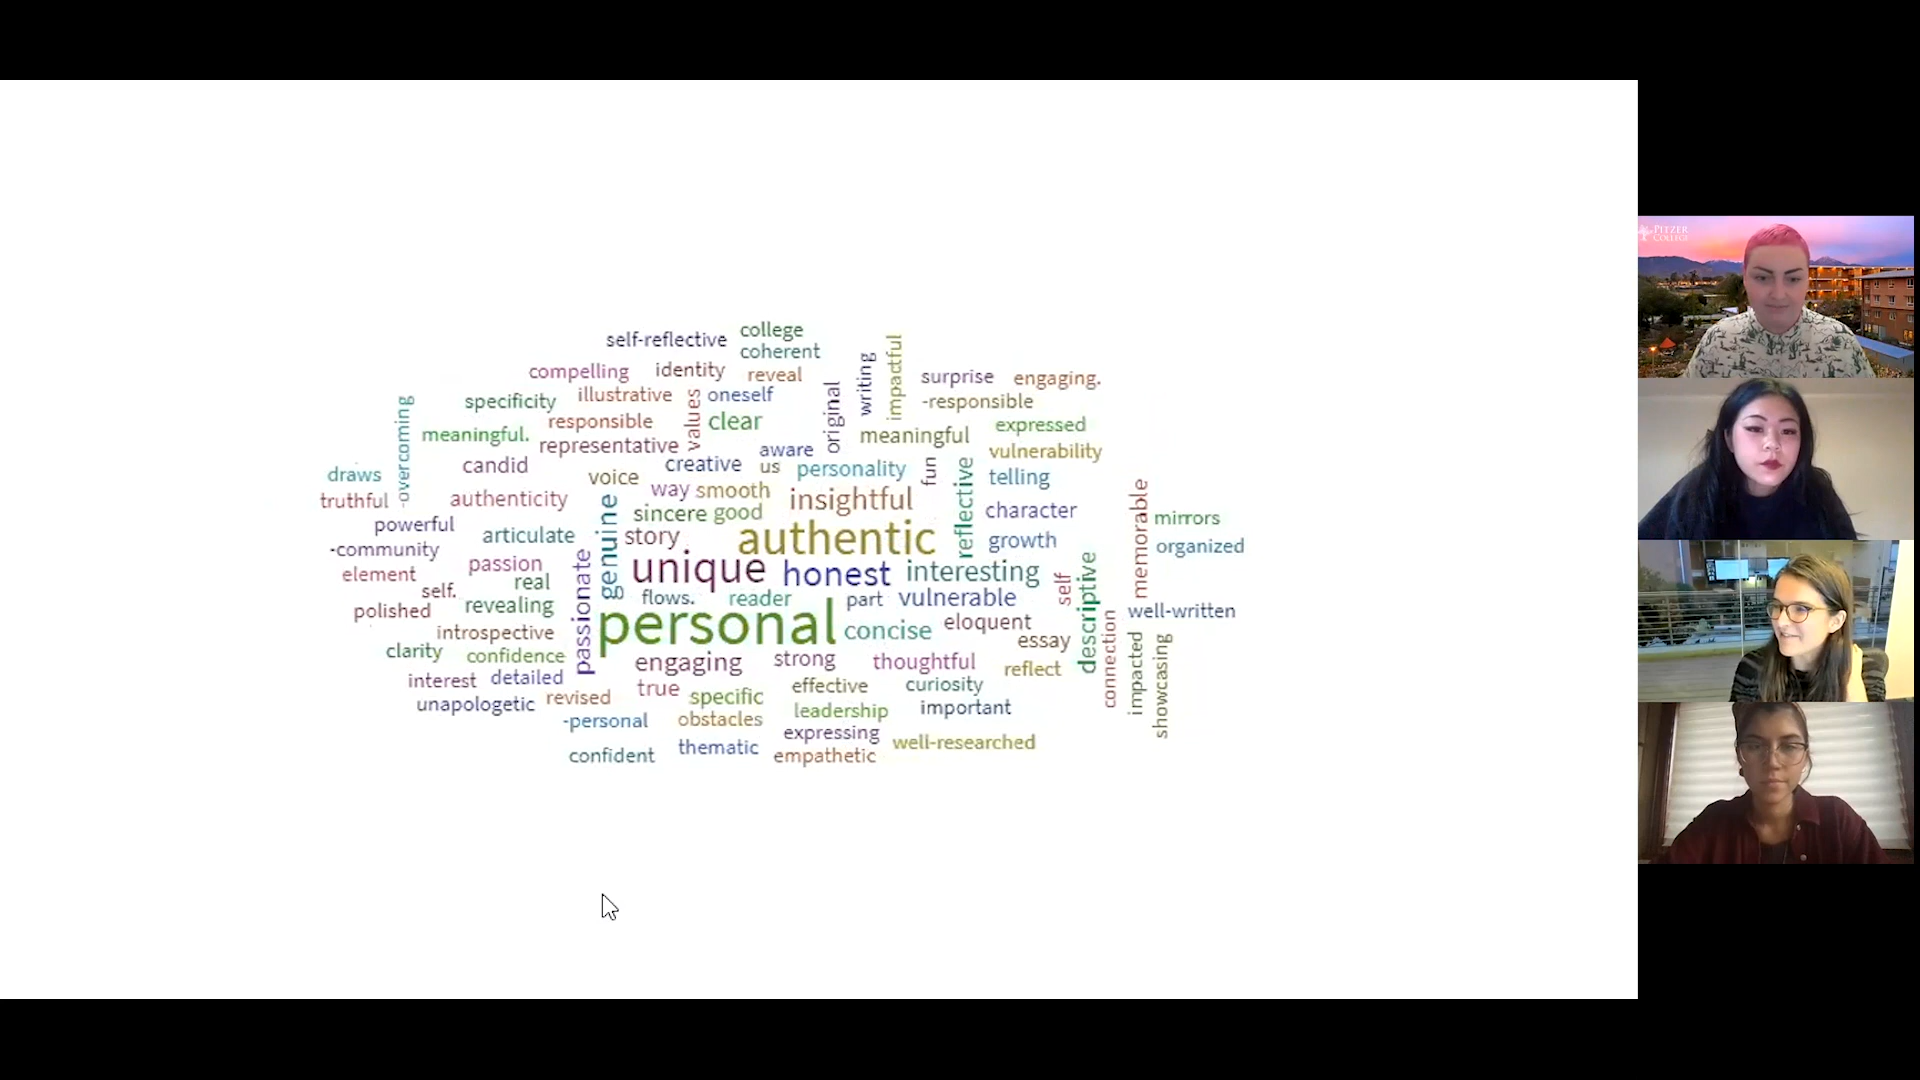 self-reflective
college
coherent
compelling
identity
reveal
writing
impactful
surprise
engaging.
specificity
illustrative
values
oneself
original
-responsible
-overcoming
meaningful.
responsible
clear
meaningful
expressed
representative
aware
vulnerability
draws
candid
voice
creative
us
personality
fun
reflective
telling
truthful
authenticity
way
smooth
insightful
character
memorable
mirrors
powerful
articulate
genuine
sincere
good
story
authentic
growth
organized
-community
element
passion
real
passionate
unique
honest
interesting
self
descriptive
self.
polished
revealing
flows.
reader
part
vulnerable
well-written
introspective
personal
concise
eloquent
essay
connection
impacted
showcasing
clarity
confidence
engaging
strong
thoughtful
reflect
interest
detailed
true
specific
effective
curiosity
unapologetic
revised
-personal
obstacles
leadership
important
confident
thematic
expressing
empathetic
well-researched
PITZER
COLLEGE